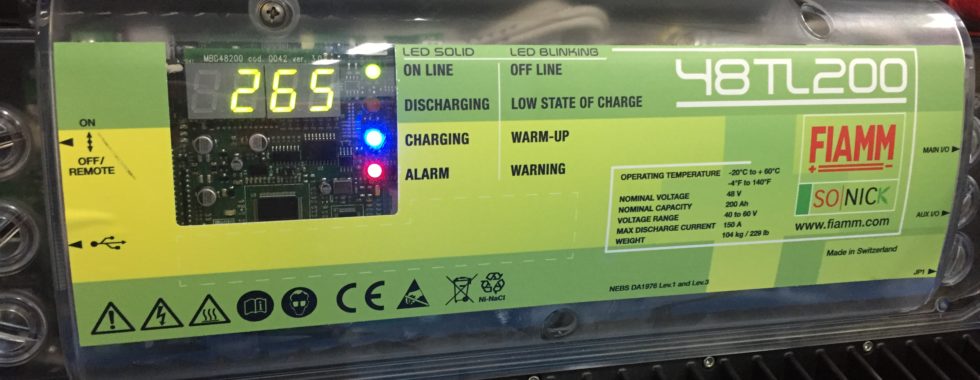 MBC48200 cod. 0042 ver.
265
LED SOLID
LED BLINKING
ON LINE
OFF LINE
DISCHARGING
LOW STATE OF CHARGE
CHARGING
WARM-UP
ALARM
WARNING
ON
OFF/
REMOTE
48TL200
FIAMM
SO|NICK
www.fiamm.com
Made in Switzerland
MAIN I/O
AUX I/O
JP1
OPERATING TEMPERATURE -20°C to + 60°C
-4°F to 140°F
NOMINAL VOLTAGE 48 V
NOMINAL CAPACITY 200 Ah
VOLTAGE RANGE 40 to 60 V
MAX DISCHARGE CURRENT 150 A
WEIGHT 104 kg / 229 lb
NEBS DA1976 Lev.1 and Lev.3
CE
Ni-NaCl